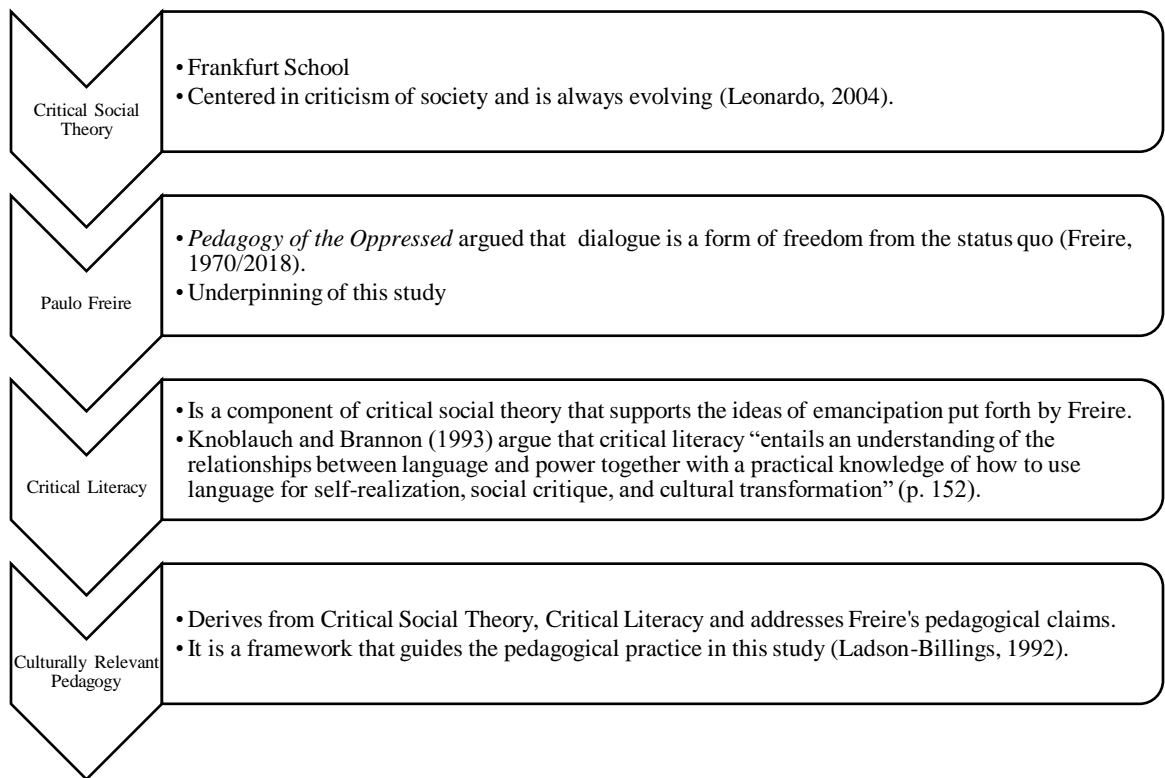 Critical Social
Theory
• Frankfurt School
• Centered in criticism of society and is always evolving (Leonardo, 2004).
Paulo Freire
• Pedagogy of the Oppressed argued that dialogue is a form of freedom from the status quo (Freire,
1970/2018).
• Underpinning of this study
Critical Literacy
• Is a component of critical social theory that supports the ideas of emancipation put forth by Freire.
• Knoblauch and Brannon (1993) argue that critical literacy “entails an understanding of the
relationships between language and power together with a practical knowledge of how to use
language for self-realization, social critique, and cultural transformation” (p. 152).
Culturally Relevant
Pedagogy
• Derives from Critical Social Theory, Critical Literacy and addresses Freire's pedagogical claims.
• It is a framework that guides the pedagogical practice in this study (Ladson-Billings, 1992).